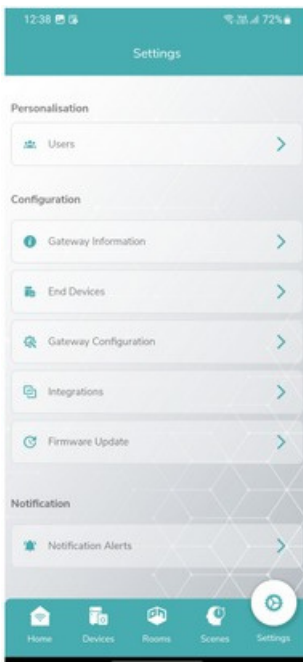 12:38 72%
Settings
Personalisation
Users
Configuration
Gateway Information
End Devices
Gateway Configuration
Integrations
Firmware Update
Notification
Notification Alerts
Home Devices Rooms Scenes Settings